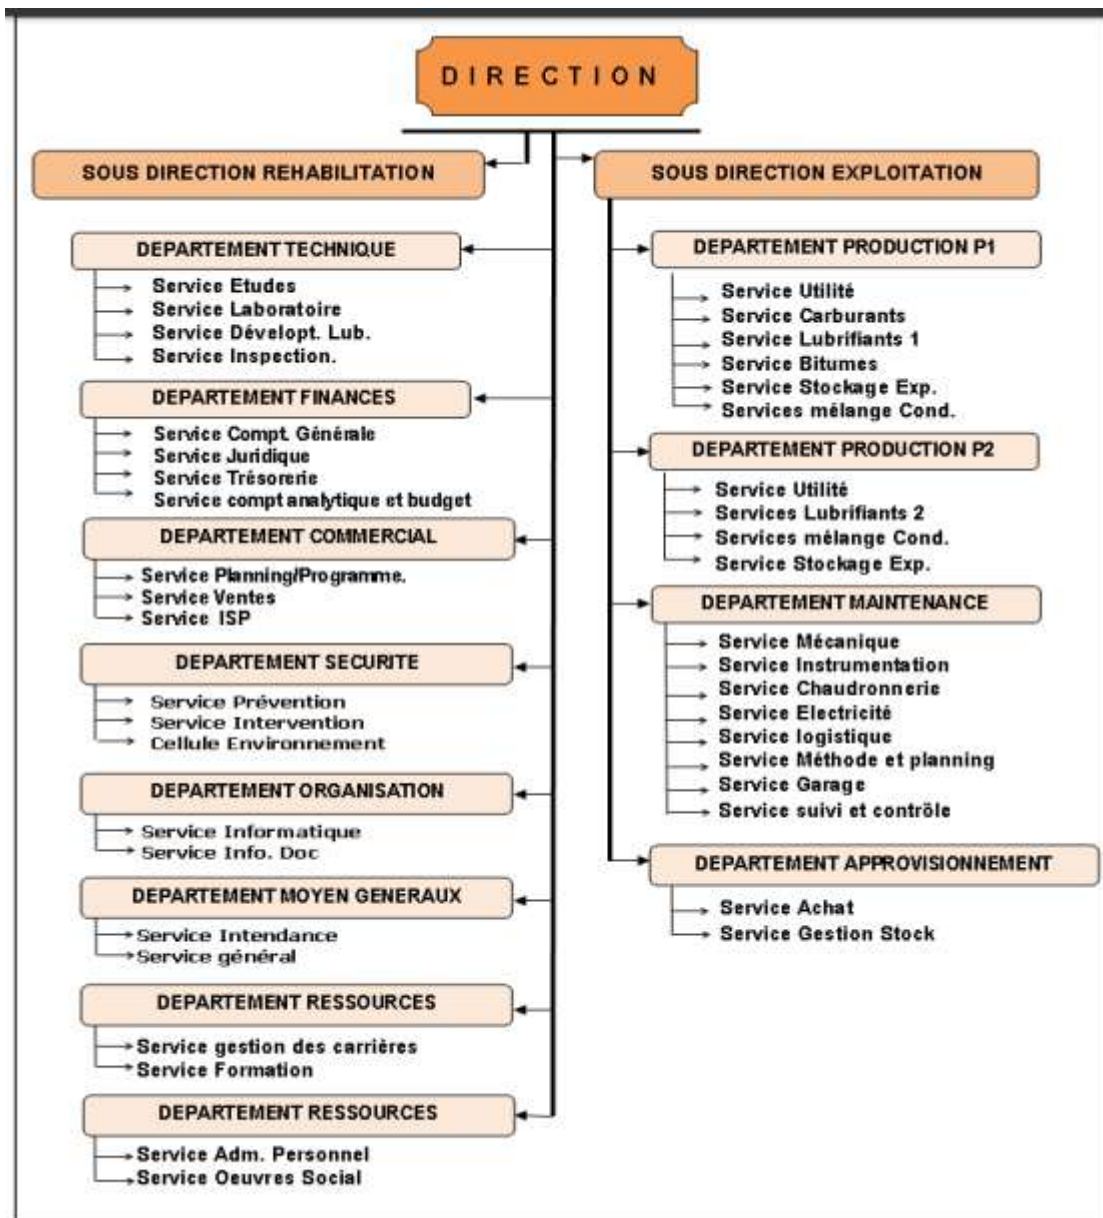 DIRECTION
SOUS DIRECTION REHABILITATION
DEPARTEMENT TECHNIQUE
Service Etudes
Service Laboratoire
Service Dévelopt. Lub.
Service Inspection.
DEPARTEMENT FINANCES
Service Compt. Générale
Service Juridique
Service Trésorerie
Service compt analytique et budget
DEPARTEMENT COMMERCIAL
Service Planning/Programme.
Service Ventes
Service ISP
DEPARTEMENT SECURITE
Service Prévention
Service Intervention
Cellule Environnement
DEPARTEMENT ORGANISATION
Service Informatique
Service Info. Doc
DEPARTEMENT MOYEN GENERAUX
Service Intendance
Service général
DEPARTEMENT RESSOURCES
Service gestion des carrières
Service Formation
DEPARTEMENT RESSOURCES
Service Adm. Personnel
Service Oeuvres Social
SOUS DIRECTION EXPLOITATION
DEPARTEMENT PRODUCTION P1
Service Utilité
Service Carburants
Service Lubrifiants 1
Service Bitumes
Service Stockage Exp.
Services mélange Cond.
DEPARTEMENT PRODUCTION P2
Service Utilité
Services Lubrifiants 2
Services mélange Cond.
Service Stockage Exp.
DEPARTEMENT MAINTENANCE
Service Mécanique
Service Instrumentation
Service Chaudronnerie
Service Electricité
Service logistique
Service Méthode et planning
Service Garage
Service suivi et contrôle
DEPARTEMENT APPROVISIONNEMENT
Service Achat
Service Gestion Stock